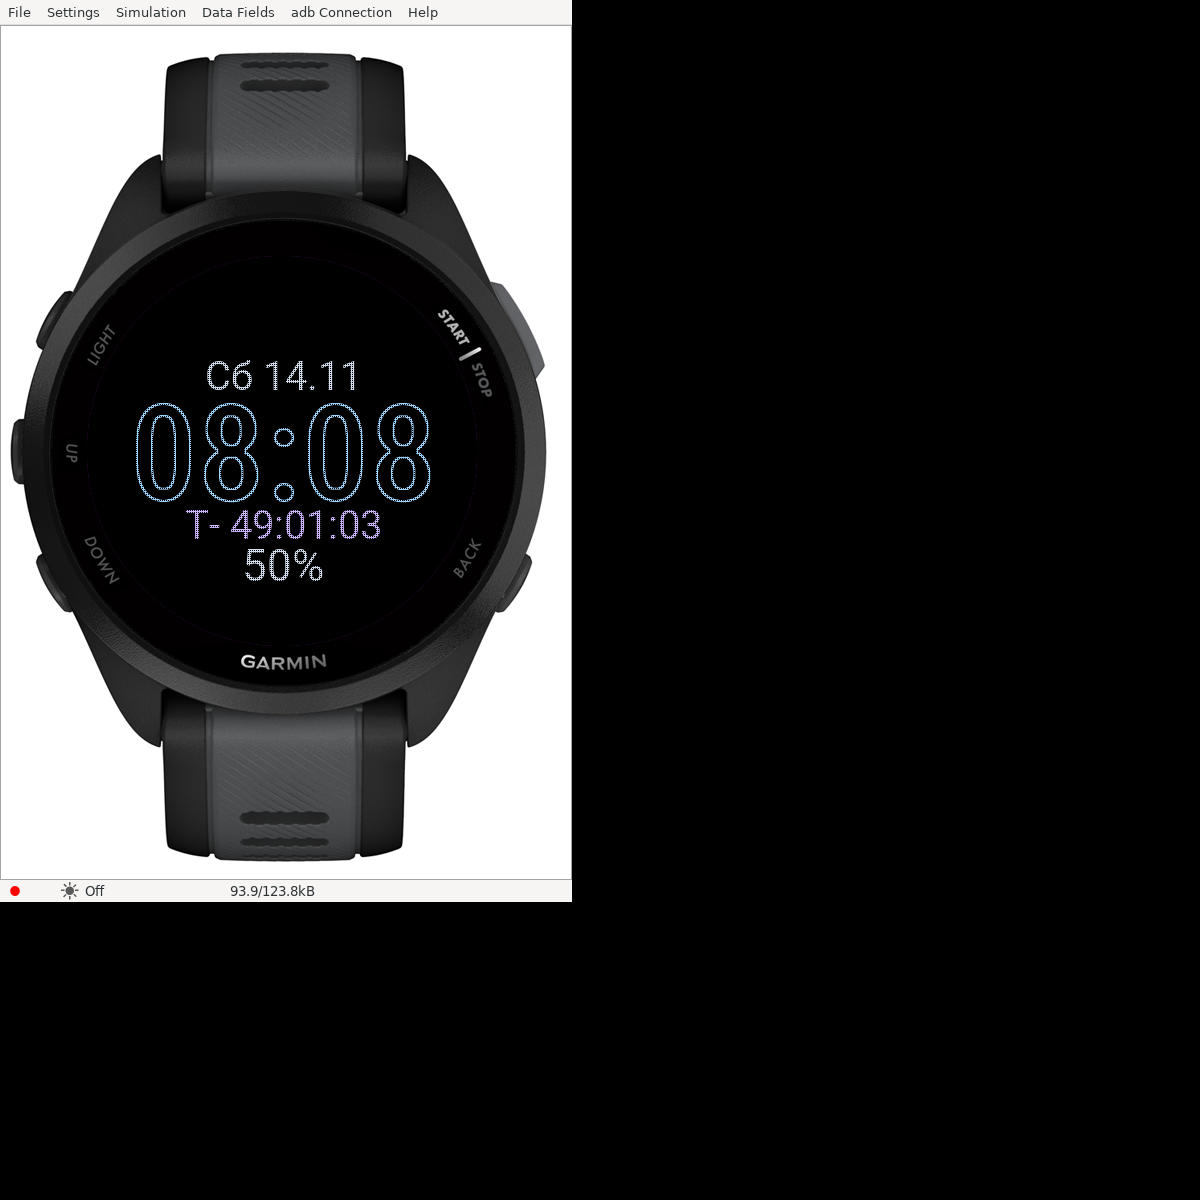 File Settings Simulation Data Fields adb Connection Help
START
STOP
LIGHT
Сб 14.11
08:08
UP
T- 49:01:03
50%
DOWN
BACK
GARMIN
Off 93.9/123.8kB